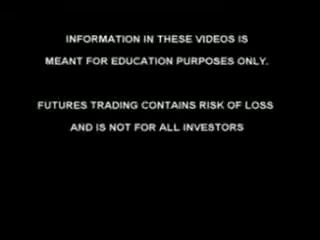 INFORMATION IN THESE VIDEOS IS
MEANT FOR EDUCATION PURPOSES ONLY.
FUTURES TRADING CONTAINS RISK OF LOSS
AND IS NOT FOR ALL INVESTORS